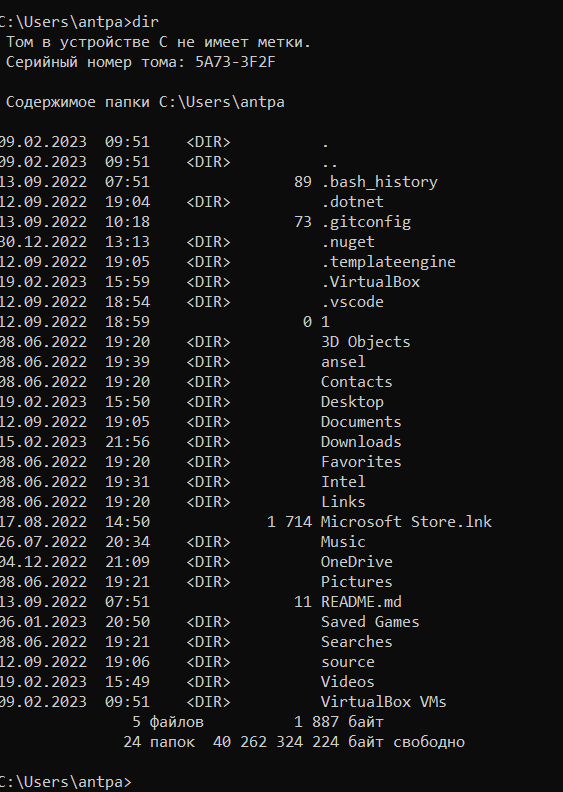 C:\Users\antpa>dir
Том в устройстве C не имеет метки.
Серийный номер тома: 5A73-3F2F
Содержимое папки C:\Users\antpa
09.02.2023  09:51    <DIR>          .
09.02.2023  09:51    <DIR>          ..
13.09.2022  07:51                89 .bash_history
12.09.2022  19:04    <DIR>          .dotnet
13.09.2022  10:18                73 .gitconfig
30.12.2022  13:13    <DIR>          .nuget
12.09.2022  19:05    <DIR>          .templateengine
19.02.2023  15:59    <DIR>          .VirtualBox
12.09.2022  18:54    <DIR>          .vscode
12.09.2022  18:59                 0 1
08.06.2022  19:20    <DIR>          3D Objects
08.06.2022  19:39    <DIR>          ansel
08.06.2022  19:20    <DIR>          Contacts
19.02.2023  15:50    <DIR>          Desktop
12.09.2022  19:05    <DIR>          Documents
15.02.2023  21:56    <DIR>          Downloads
08.06.2022  19:20    <DIR>          Favorites
08.06.2022  19:31    <DIR>          Intel
08.06.2022  19:20    <DIR>          Links
17.08.2022  14:50             1 714 Microsoft Store.lnk
26.07.2022  20:34    <DIR>          Music
04.12.2022  21:09    <DIR>          OneDrive
08.06.2022  19:21    <DIR>          Pictures
13.09.2022  07:51                11 README.md
06.01.2023  20:50    <DIR>          Saved Games
08.06.2022  19:21    <DIR>          Searches
12.09.2022  19:06    <DIR>          source
19.02.2023  15:49    <DIR>          Videos
09.02.2023  09:51    <DIR>          VirtualBox VMs
5 файлов          1 887 байт
24 папок  40 262 324 224 байт свободно
C:\Users\antpa>